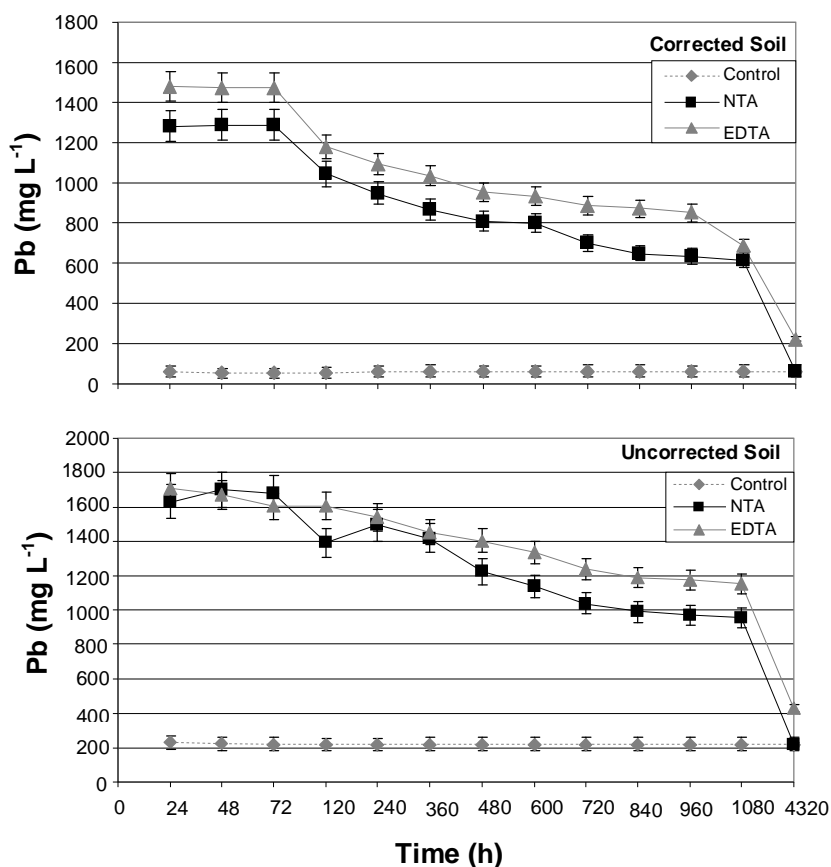 1800
1600
1400
1200
1000
800
600
400
200
0
Pb (mg L-1)
Corrected Soil
Control
NTA
EDTA
2000
1800
1600
1400
1200
1000
800
600
400
200
0
Pb (mg L-1)
Uncorrected Soil
Control
NTA
EDTA
0 24 48 72 120 240 360 480 600 720 840 960 1080 4320
Time (h)